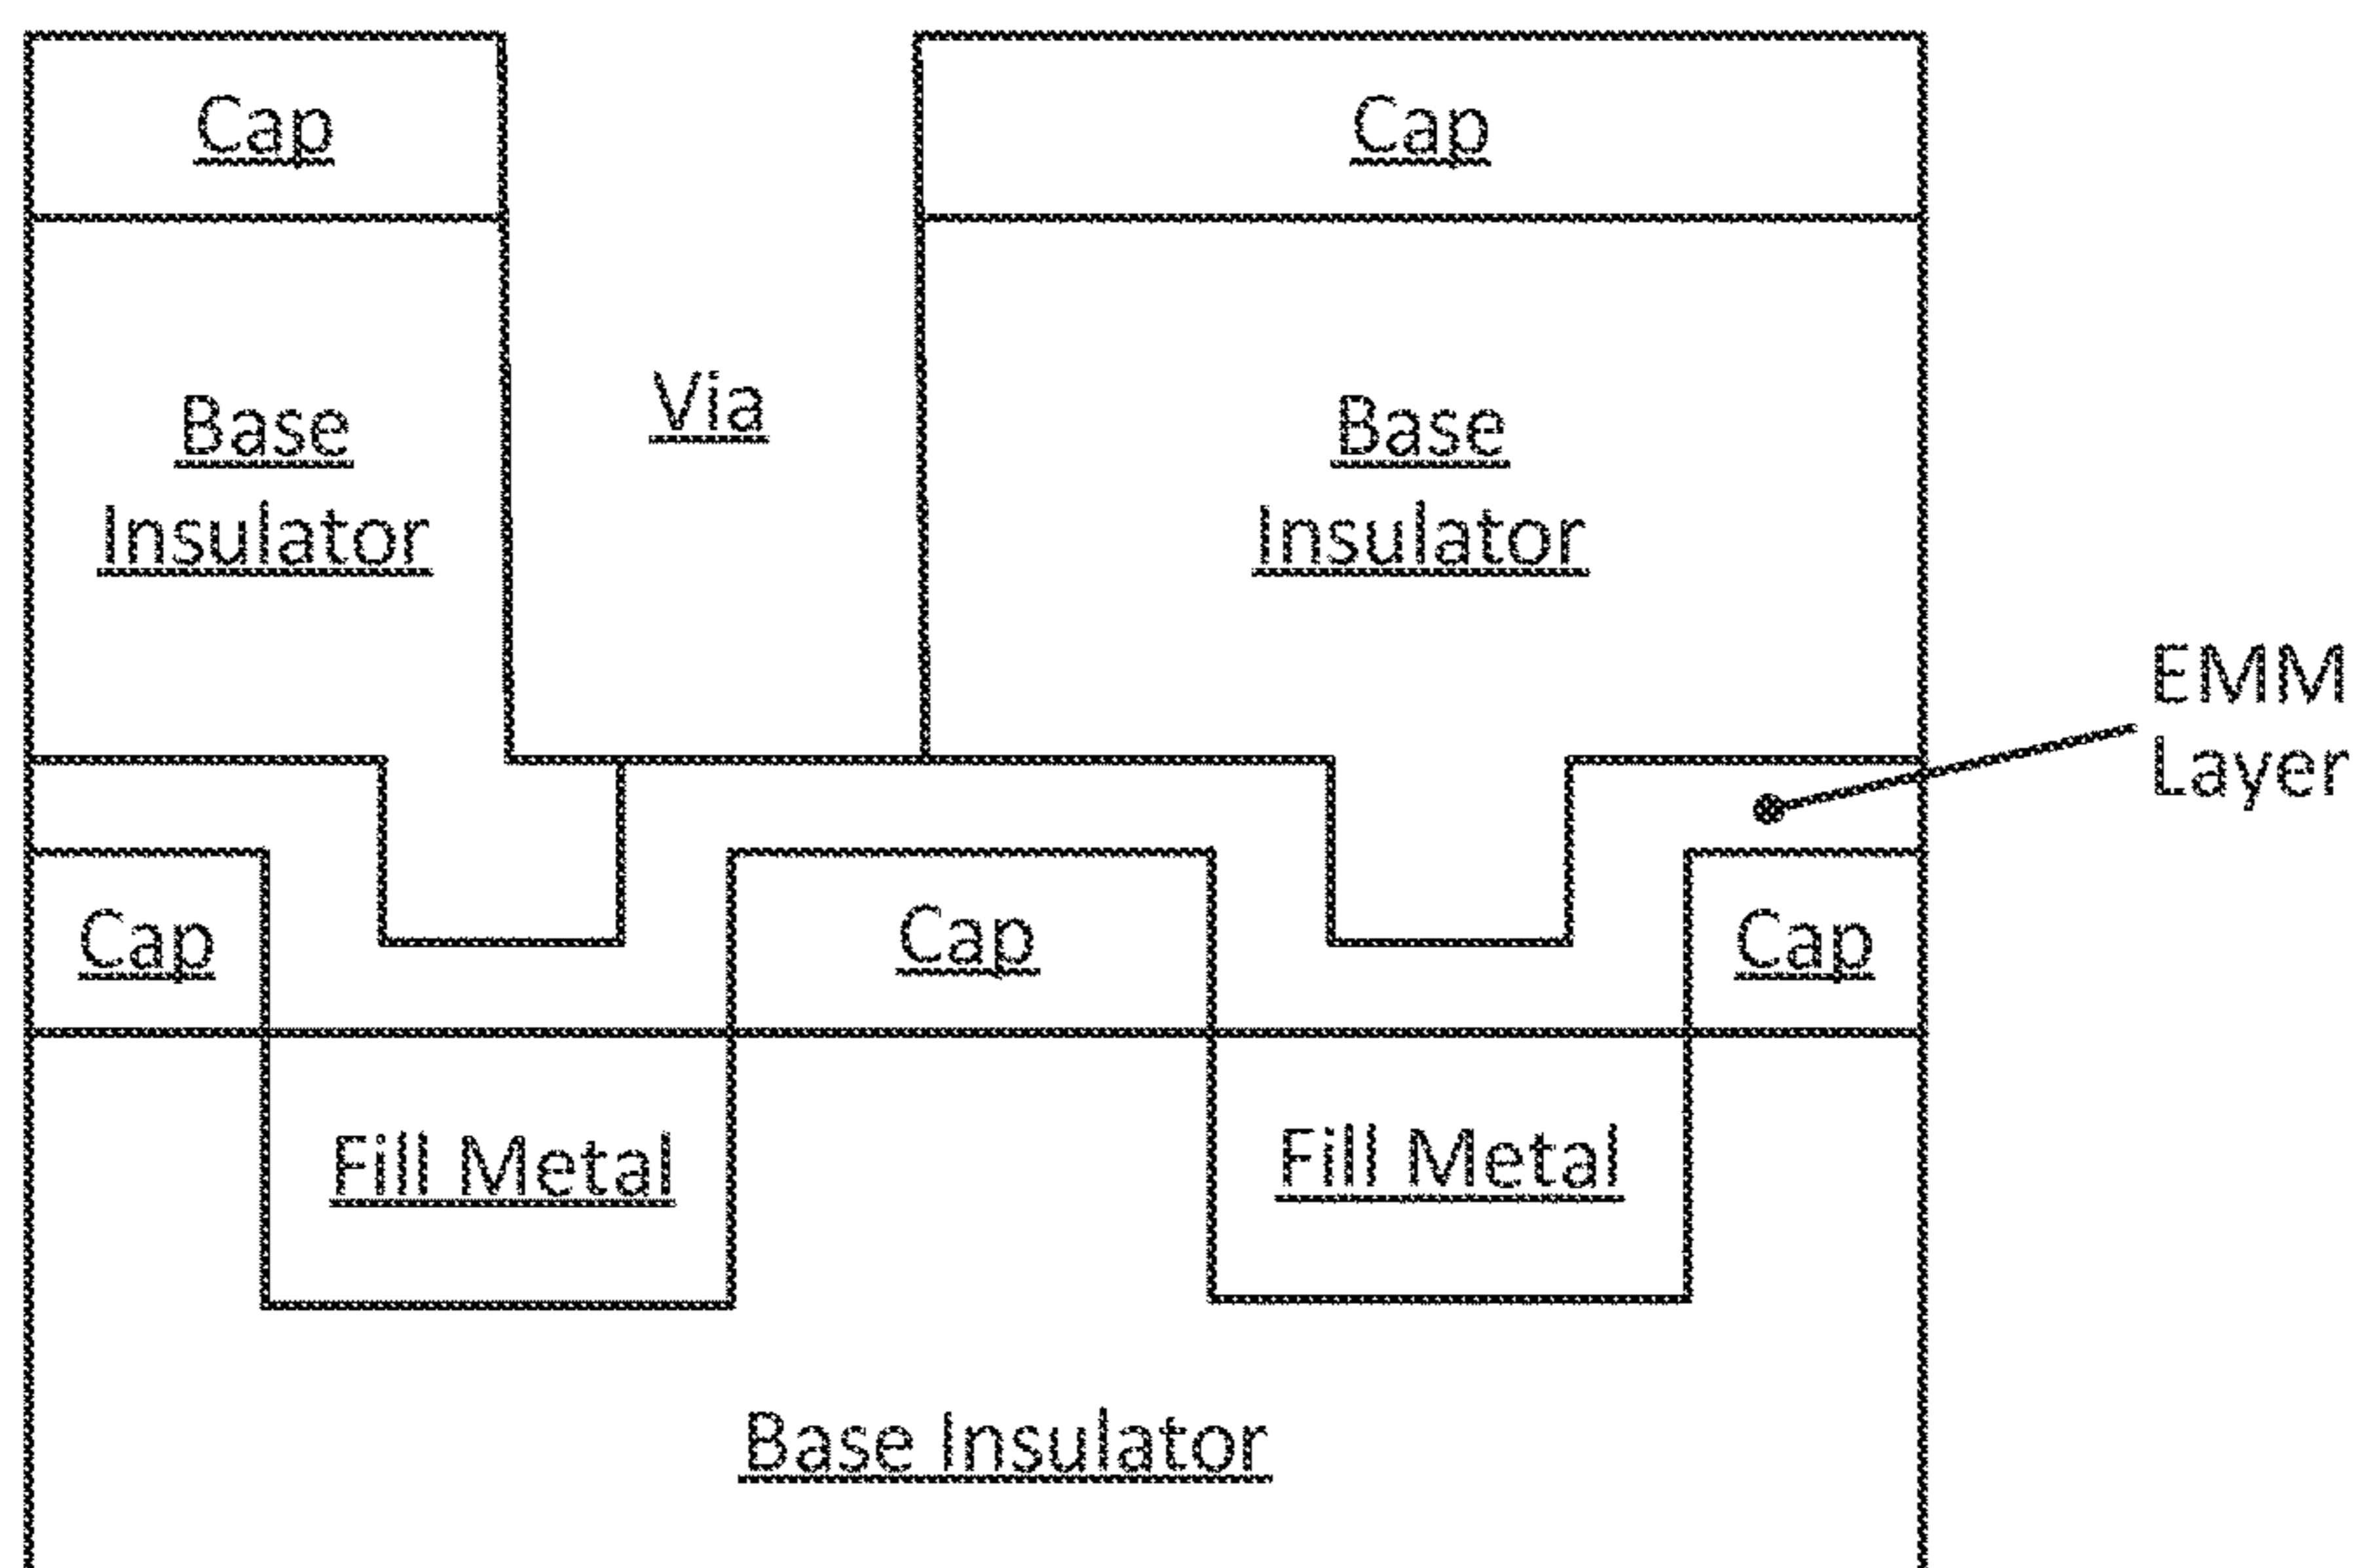 Cap
Cap
Via
Base
Insulator
Base
Insulator
EMM
Layer
Cap
Cap
Cap
Fill Metal
Fill Metal
Base Insulator